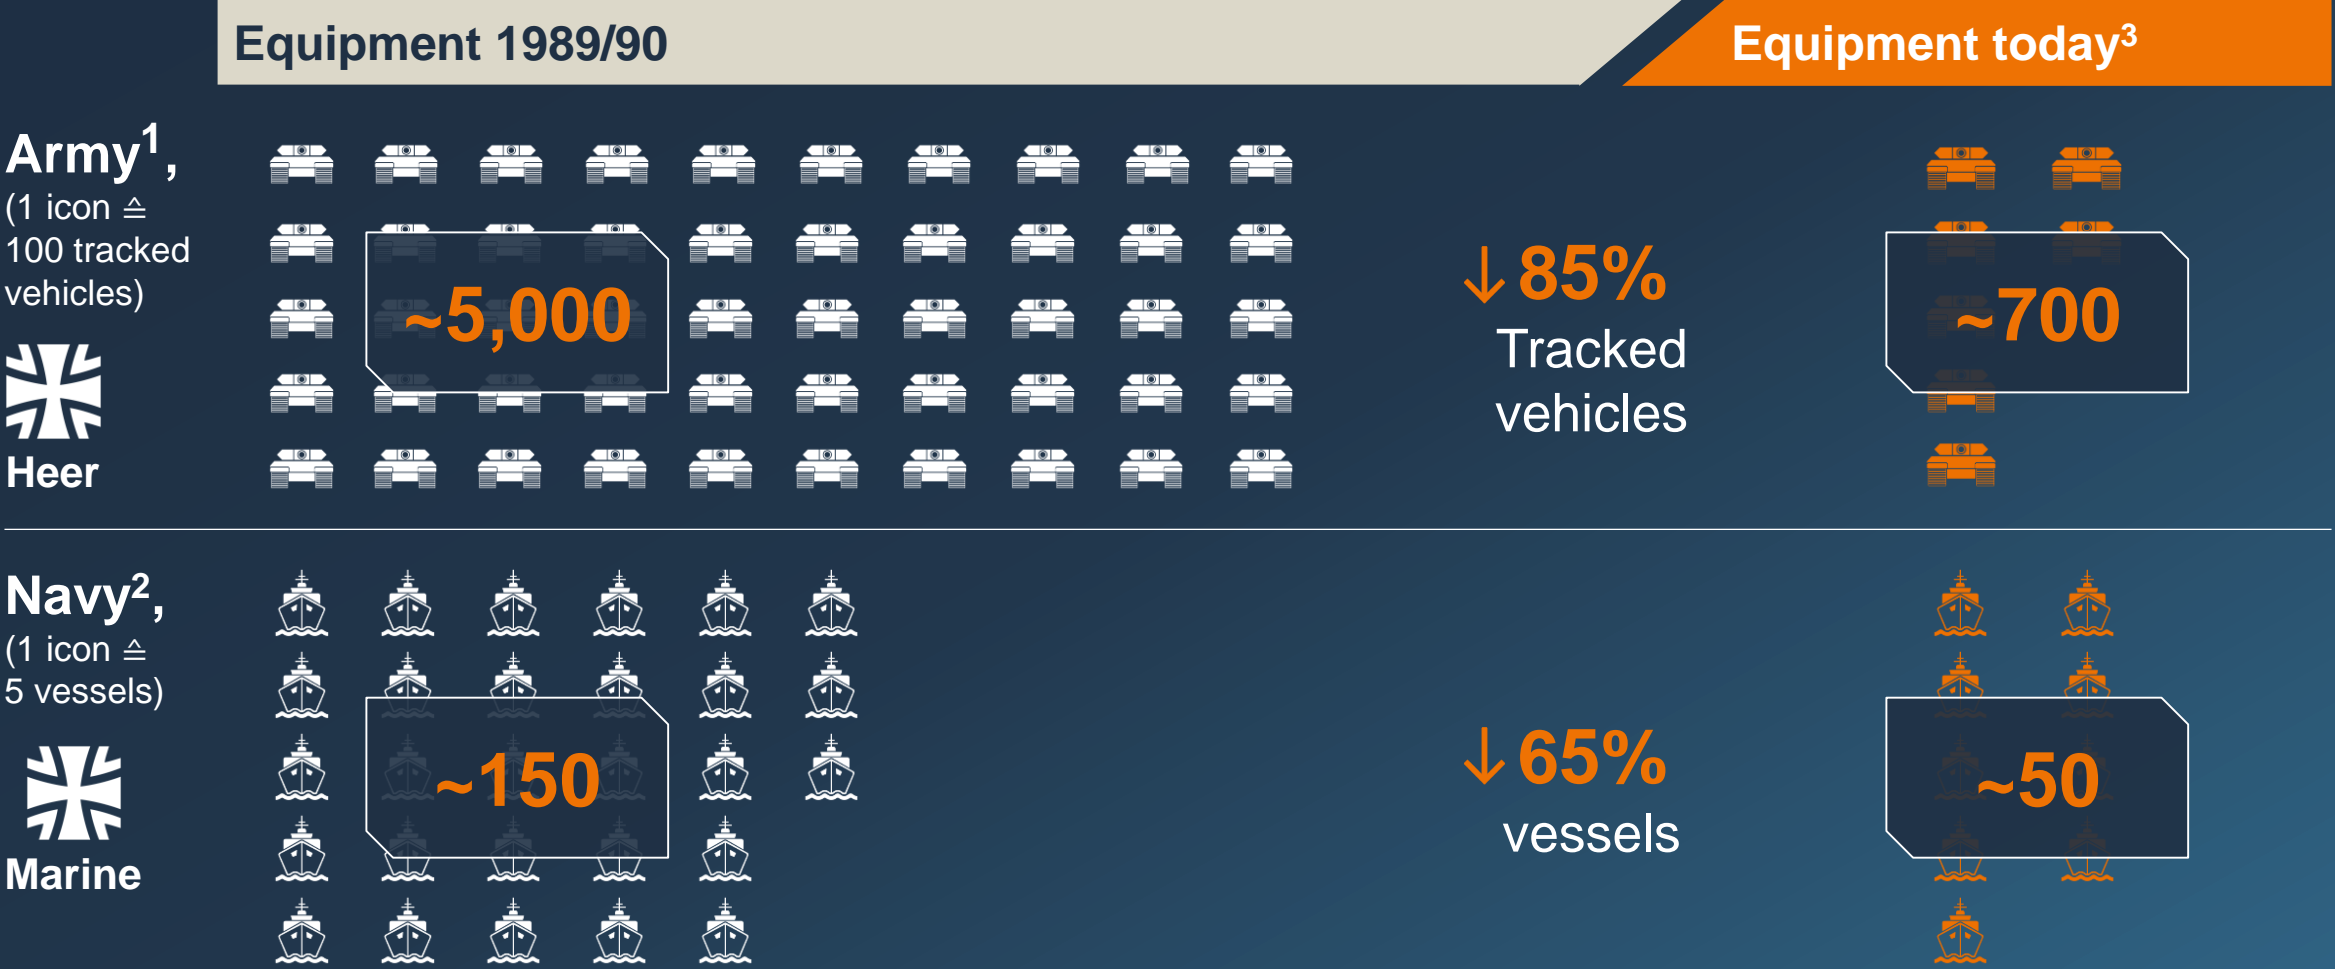 Equipment 1989/90
Equipment today³
Army¹,
(1 icon ≙
100 tracked
vehicles)
Heer
~5,000
↓85%
Tracked
vehicles
~700
Navy²,
(1 icon ≙
5 vessels)
Marine
~150
↓65%
vessels
~50